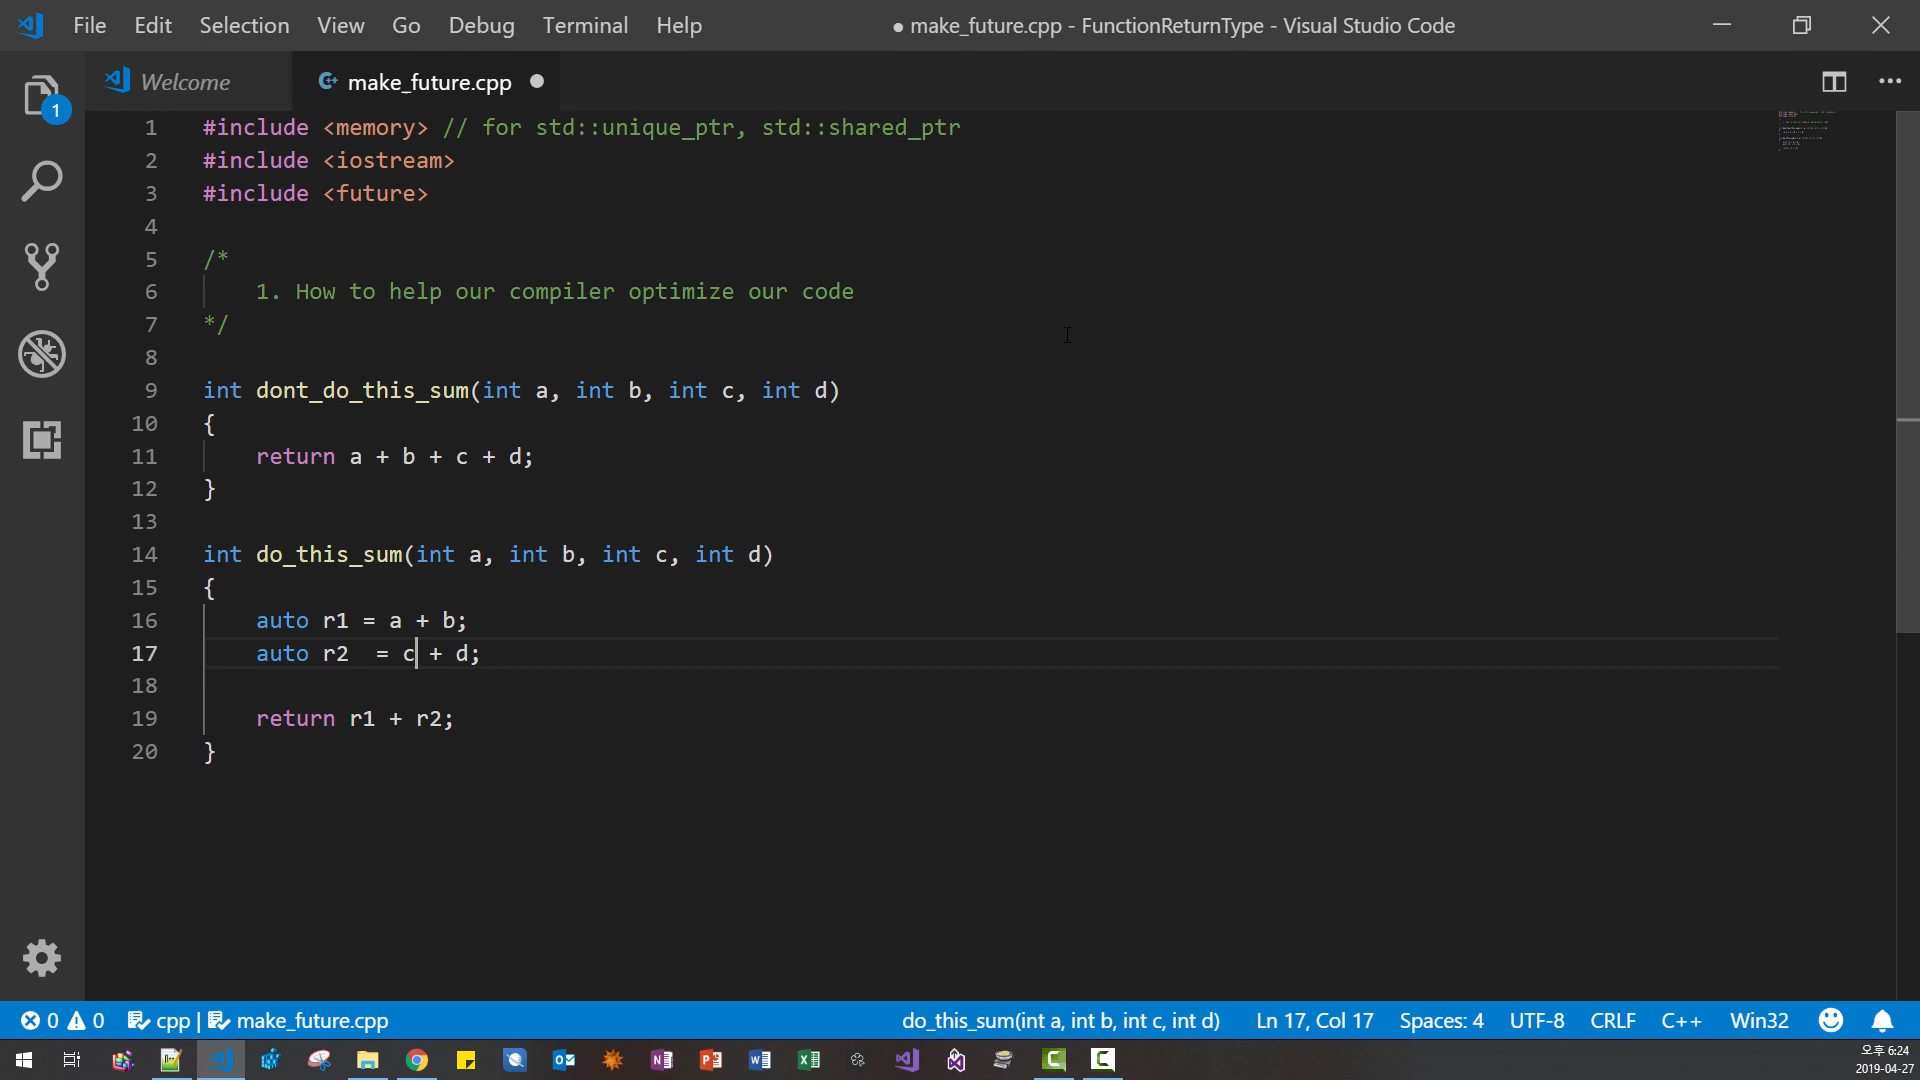 File Edit Selection View Go Debug Terminal Help ● make_future.cpp - FunctionReturnType - Visual Studio Code
Welcome make_future.cpp
1
1 #include <memory> // for std::unique_ptr, std::shared_ptr
2 #include <iostream>
3 #include <future>
4
5 /*
6 1. How to help our compiler optimize our code
7 */
8
9 int dont_do_this_sum(int a, int b, int c, int d)
10 {
11 return a + b + c + d;
12 }
13
14 int do_this_sum(int a, int b, int c, int d)
15 {
16 auto r1 = a + b;
17 auto r2  = c + d;
18
19 return r1 + r2;
20 }
0 0 cpp | make_future.cpp do_this_sum(int a, int b, int c, int d) Ln 17, Col 17 Spaces: 4 UTF-8 CRLF C++ Win32
오후 6:24
2019-04-27